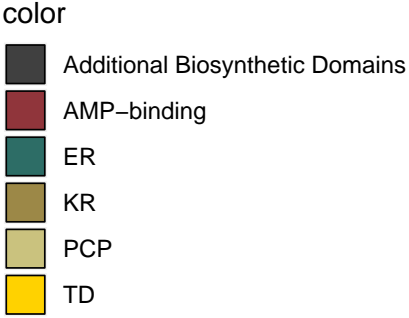 color
Additional Biosynthetic Domains
AMP−binding
ER
KR
PCP
TD